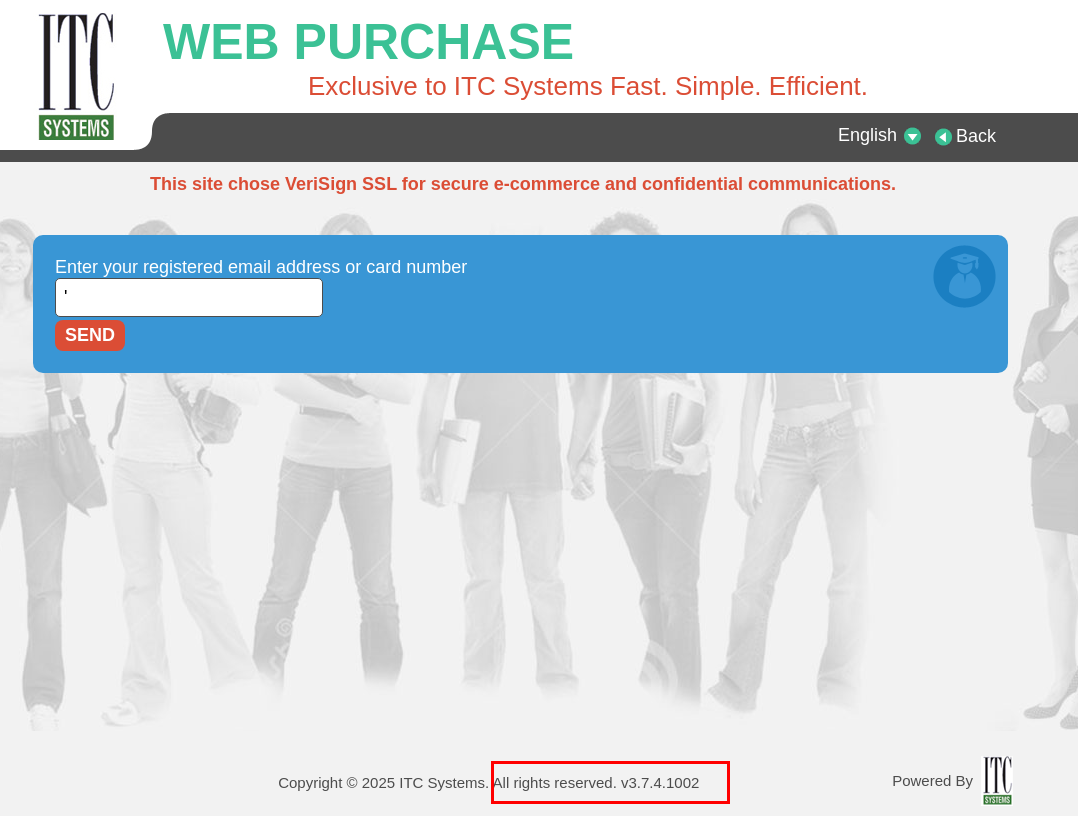 ITC
SYSTEMS
WEB PURCHASE
Exclusive to ITC Systems Fast. Simple. Efficient.
English
Back
This site chose VeriSign SSL for secure e-commerce and confidential communications.
Enter your registered email address or card number
'
SEND
Copyright © 2025 ITC Systems. All rights reserved. v3.7.4.1002
Powered By
ITC
SYSTEMS